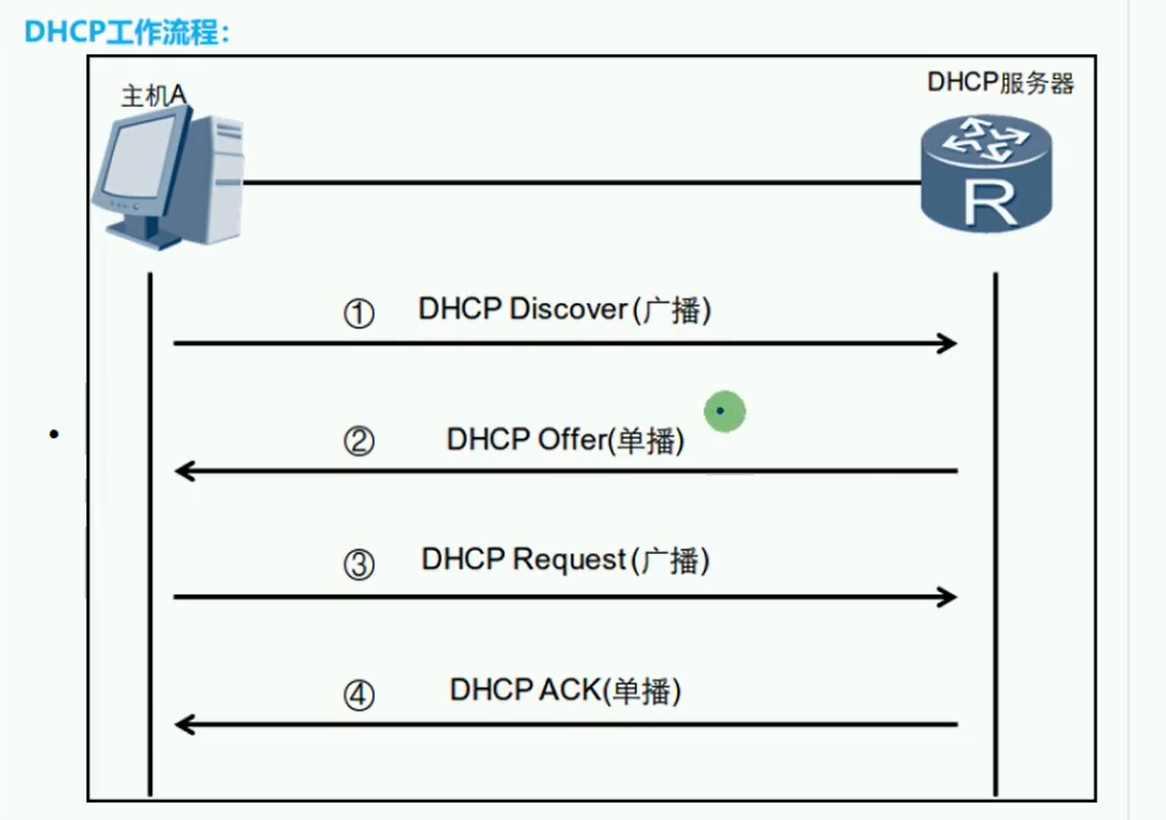 DHCP工作流程：
主机A
DHCP服务器
R
① DHCP Discover(广播)
② DHCP Offer(单播)
③ DHCP Request(广播)
④ DHCP ACK(单播)